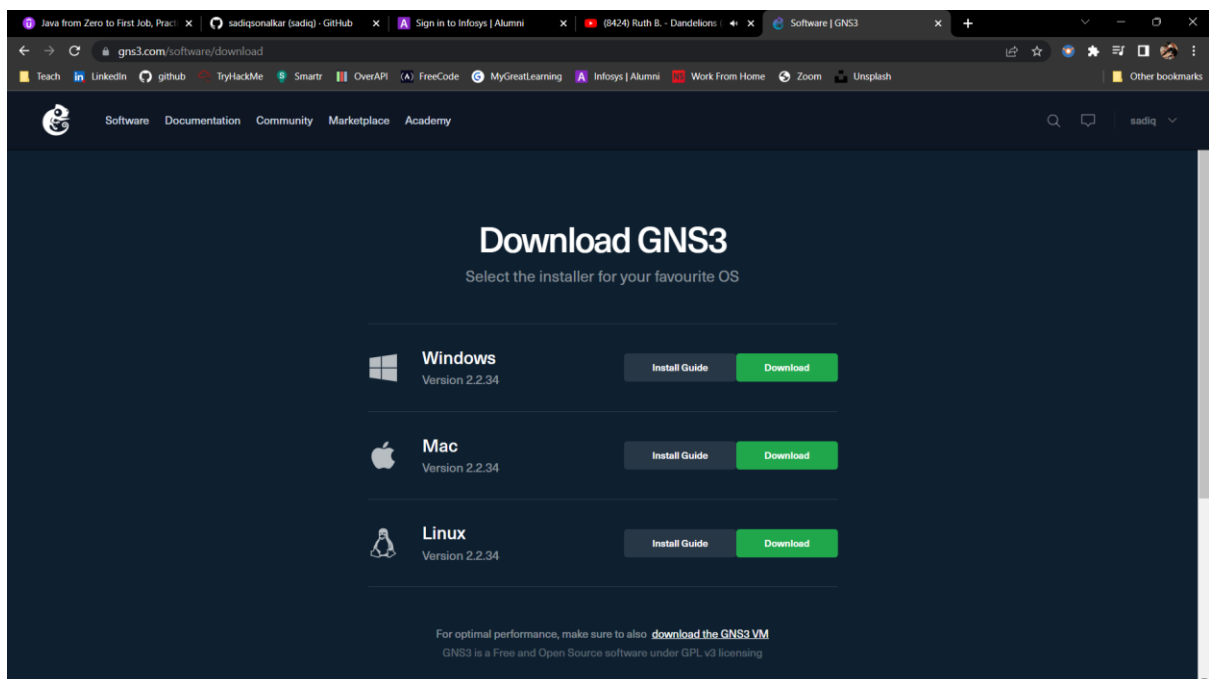 Java from Zero to First Job, Practi
sadiqsonalkar (sadiq) · GitHub
Sign in to Infosys | Alumni
(8424) Ruth B. - Dandelions (
Software | GNS3
gns3.com/software/download
Teach
LinkedIn
github
TryHackMe
Smartr
OverAPI
FreeCode
MyGreatLearning
Infosys | Alumni
Work From Home
Zoom
Unsplash
Other bookmarks
Software Documentation Community Marketplace Academy
sadiq
Download GNS3
Select the installer for your favourite OS
Windows
Version 2.2.34
Install Guide
Download
Mac
Version 2.2.34
Install Guide
Download
Linux
Version 2.2.34
Install Guide
Download
For optimal performance, make sure to also download the GNS3 VM
GNS3 is a Free and Open Source software under GPL v3 licensing